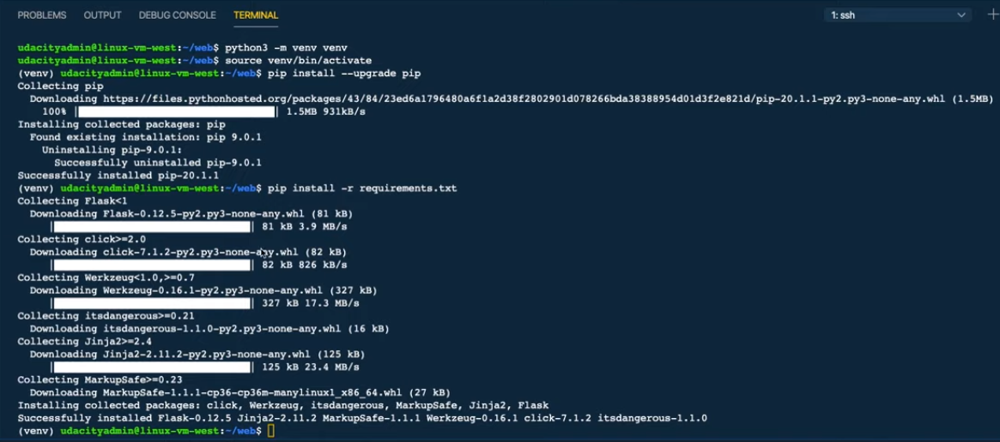 PROBLEMS OUTPUT DEBUG CONSOLE TERMINAL 1: ssh
udacityadmin@linux-vm-west:~/web$ python3 -m venv venv
udacityadmin@linux-vm-west:~/web$ source venv/bin/activate
(venv) udacityadmin@linux-vm-west:~/web$ pip install --upgrade pip
Collecting pip
Downloading https://files.pythonhosted.org/packages/43/84/23ed6a1796480a6f1a2d38f2802901d078266bda38388954d01d3f2e821d/pip-20.1.1-py2.py3-none-any.whl (1.5MB)
100% |████████████████████████████████| 1.5MB 931kB/s
Installing collected packages: pip
Found existing installation: pip 9.0.1
Uninstalling pip-9.0.1:
Successfully uninstalled pip-9.0.1
Successfully installed pip-20.1.1
(venv) udacityadmin@linux-vm-west:~/web$ pip install -r requirements.txt
Collecting Flask<1
Downloading Flask-0.12.5-py2.py3-none-any.whl (81 kB)
|████████████████████████████████| 81 kB 3.9 MB/s
Collecting click>=2.0
Downloading click-7.1.2-py2.py3-none-any.whl (82 kB)
|████████████████████████████████| 82 kB 826 kB/s
Collecting Werkzeug<1.0,>=0.7
Downloading Werkzeug-0.16.1-py2.py3-none-any.whl (327 kB)
|████████████████████████████████| 327 kB 17.3 MB/s
Collecting itsdangerous>=0.21
Downloading itsdangerous-1.1.0-py2.py3-none-any.whl (16 kB)
Collecting Jinja2>=2.4
Downloading Jinja2-2.11.2-py2.py3-none-any.whl (125 kB)
|████████████████████████████████| 125 kB 23.4 MB/s
Collecting MarkupSafe>=0.23
Downloading MarkupSafe-1.1.1-cp36-cp36m-manylinux1_x86_64.whl (27 kB)
Installing collected packages: click, Werkzeug, itsdangerous, MarkupSafe, Jinja2, Flask
Successfully installed Flask-0.12.5 Jinja2-2.11.2 MarkupSafe-1.1.1 Werkzeug-0.16.1 click-7.1.2 itsdangerous-1.1.0
(venv) udacityadmin@linux-vm-west:~/web$